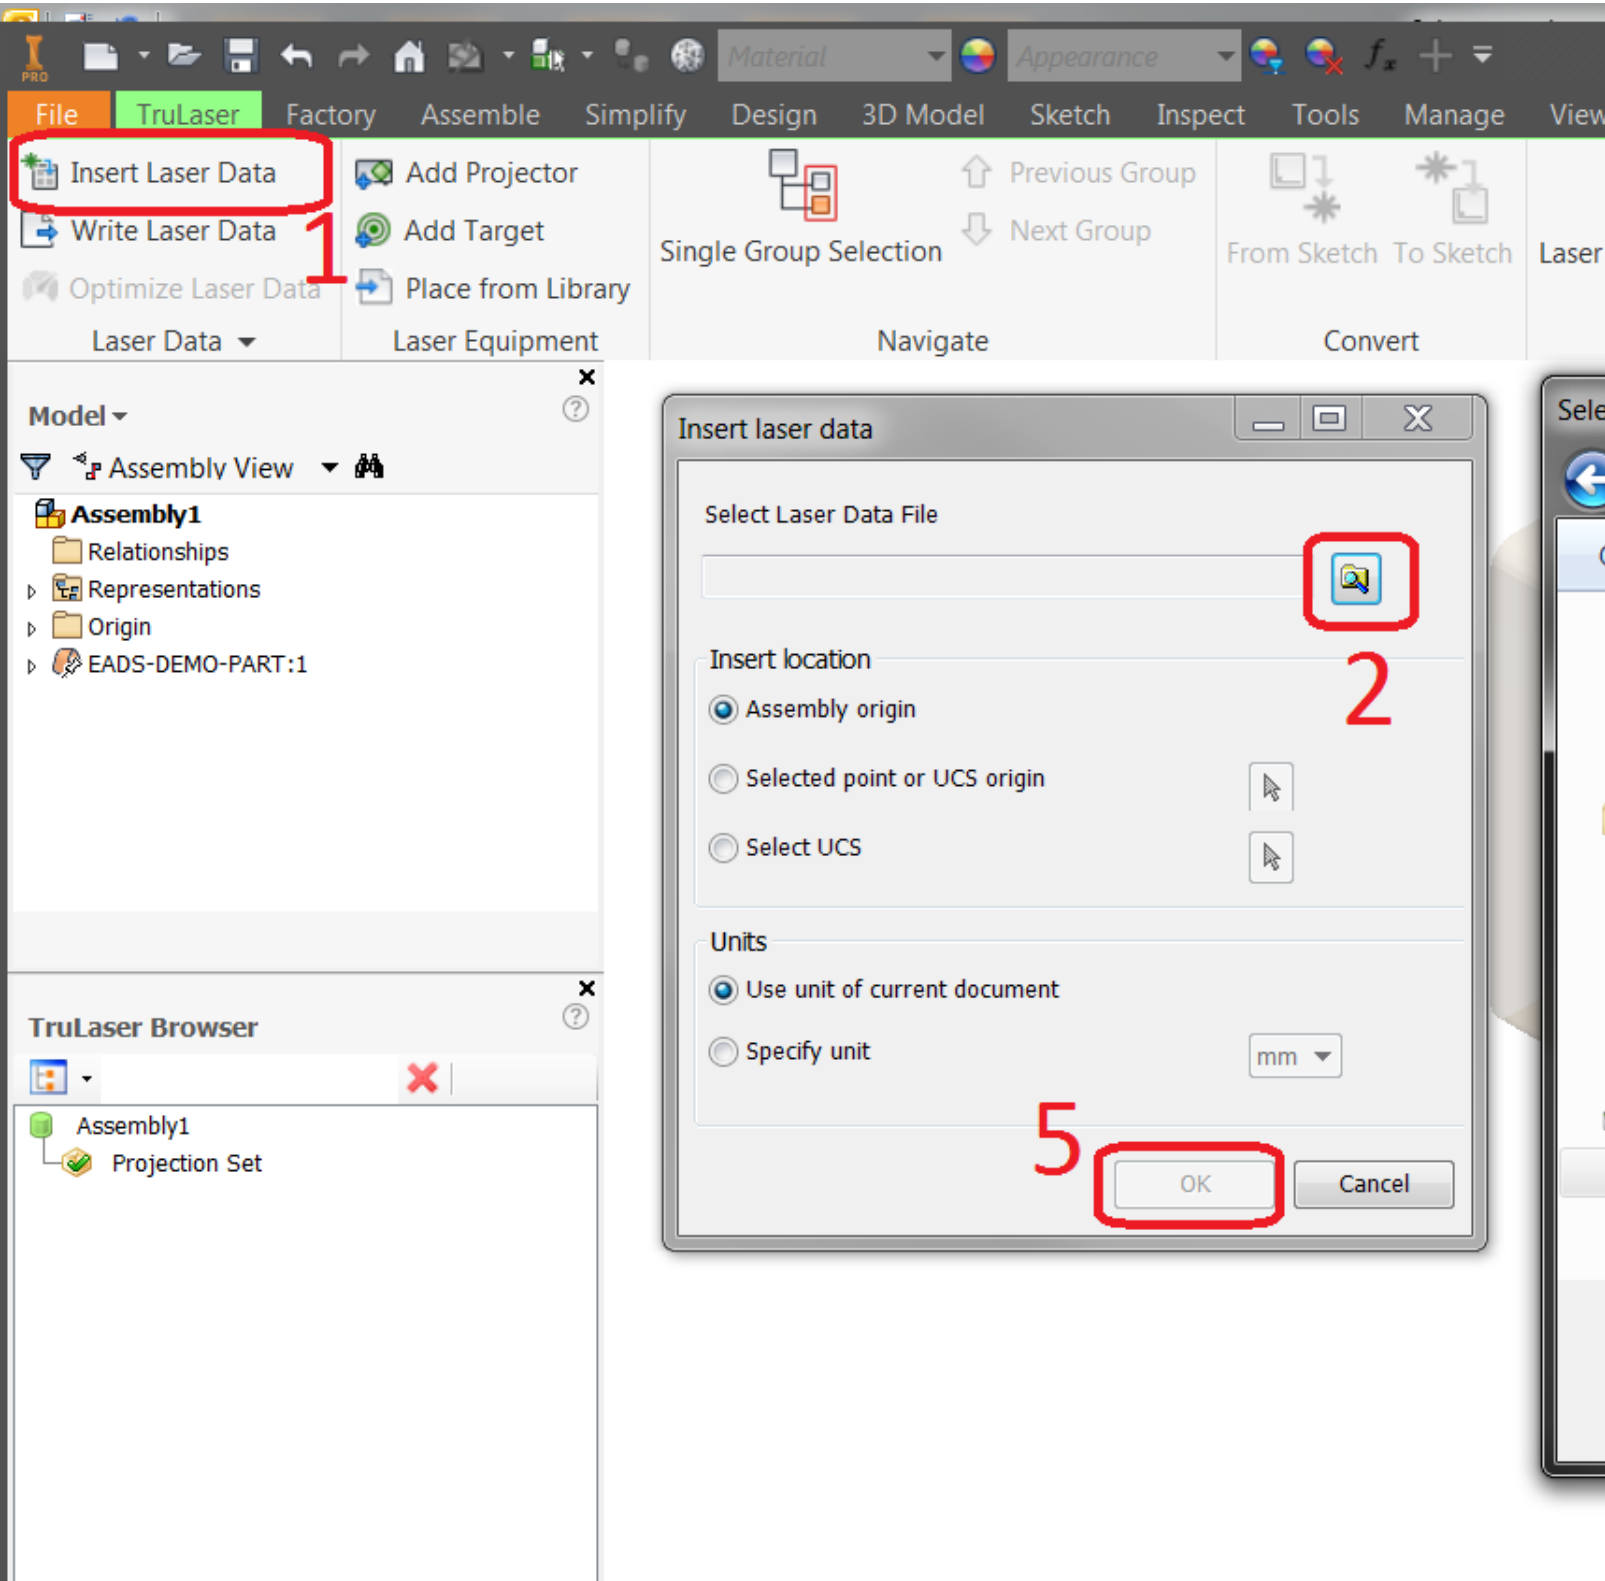 PRO
Material
Appearance
fx
File TruLaser Factory Assemble Simplify Design 3D Model Sketch Inspect Tools Manage View
Insert Laser Data
Write Laser Data
Optimize Laser Data
Laser Data
1
Add Projector
Add Target
Place from Library
Laser Equipment
Single Group Selection
Previous Group
Next Group
Navigate
From Sketch To Sketch
Convert
Laser
Model
?
Assembly View
Assembly1
Relationships
Representations
Origin
EADS-DEMO-PART:1
TruLaser Browser
?
Assembly1
Projection Set
Insert laser data
Select Laser Data File
2
Insert location
Assembly origin
Selected point or UCS origin
Select UCS
Units
Use unit of current document
Specify unit
mm
5
OK
Cancel